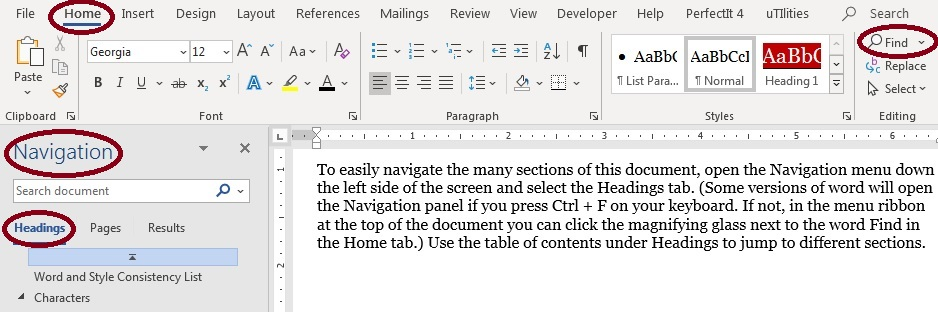 File Home Insert Design Layout References Mailings Review View Developer Help PerfectIt 4 uTIlities Search
Georgia 12 A A Aa A AaBbC AaBbCcI AaBbC Find
Paste B I U ab x₂ x² A A ¶ List Para... ¶ Normal Heading 1 Replace
Select
Clipboard Font Paragraph Styles Editing
Navigation
Search document
Headings Pages Results
Word and Style Consistency List
Characters
L 1 2 3 4 5 6
1
2
To easily navigate the many sections of this document, open the Navigation menu down
the left side of the screen and select the Headings tab. (Some versions of word will open
the Navigation panel if you press Ctrl + F on your keyboard. If not, in the menu ribbon
at the top of the document you can click the magnifying glass next to the word Find in
the Home tab.) Use the table of contents under Headings to jump to different sections.